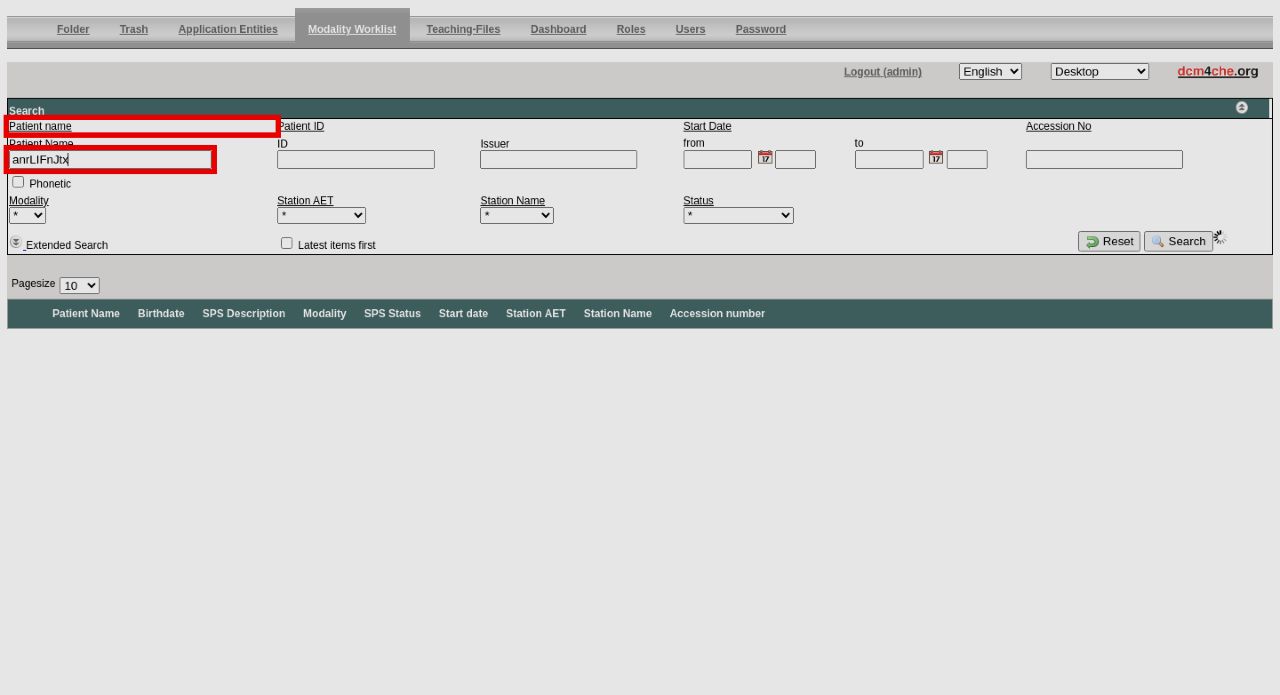 Folder Trash Application Entities Modality Worklist Teaching-Files Dashboard Roles Users Password
Logout (admin) English Desktop dcm4che.org
Search
Patient name Patient ID Start Date Accession No
Patient Name ID Issuer from to
anrLIFnJtx 17 17
Phonetic
Modality Station AET Station Name Status
* * * *
Extended Search Latest items first Reset Search
Pagesize 10
Patient Name Birthdate SPS Description Modality SPS Status Start date Station AET Station Name Accession number